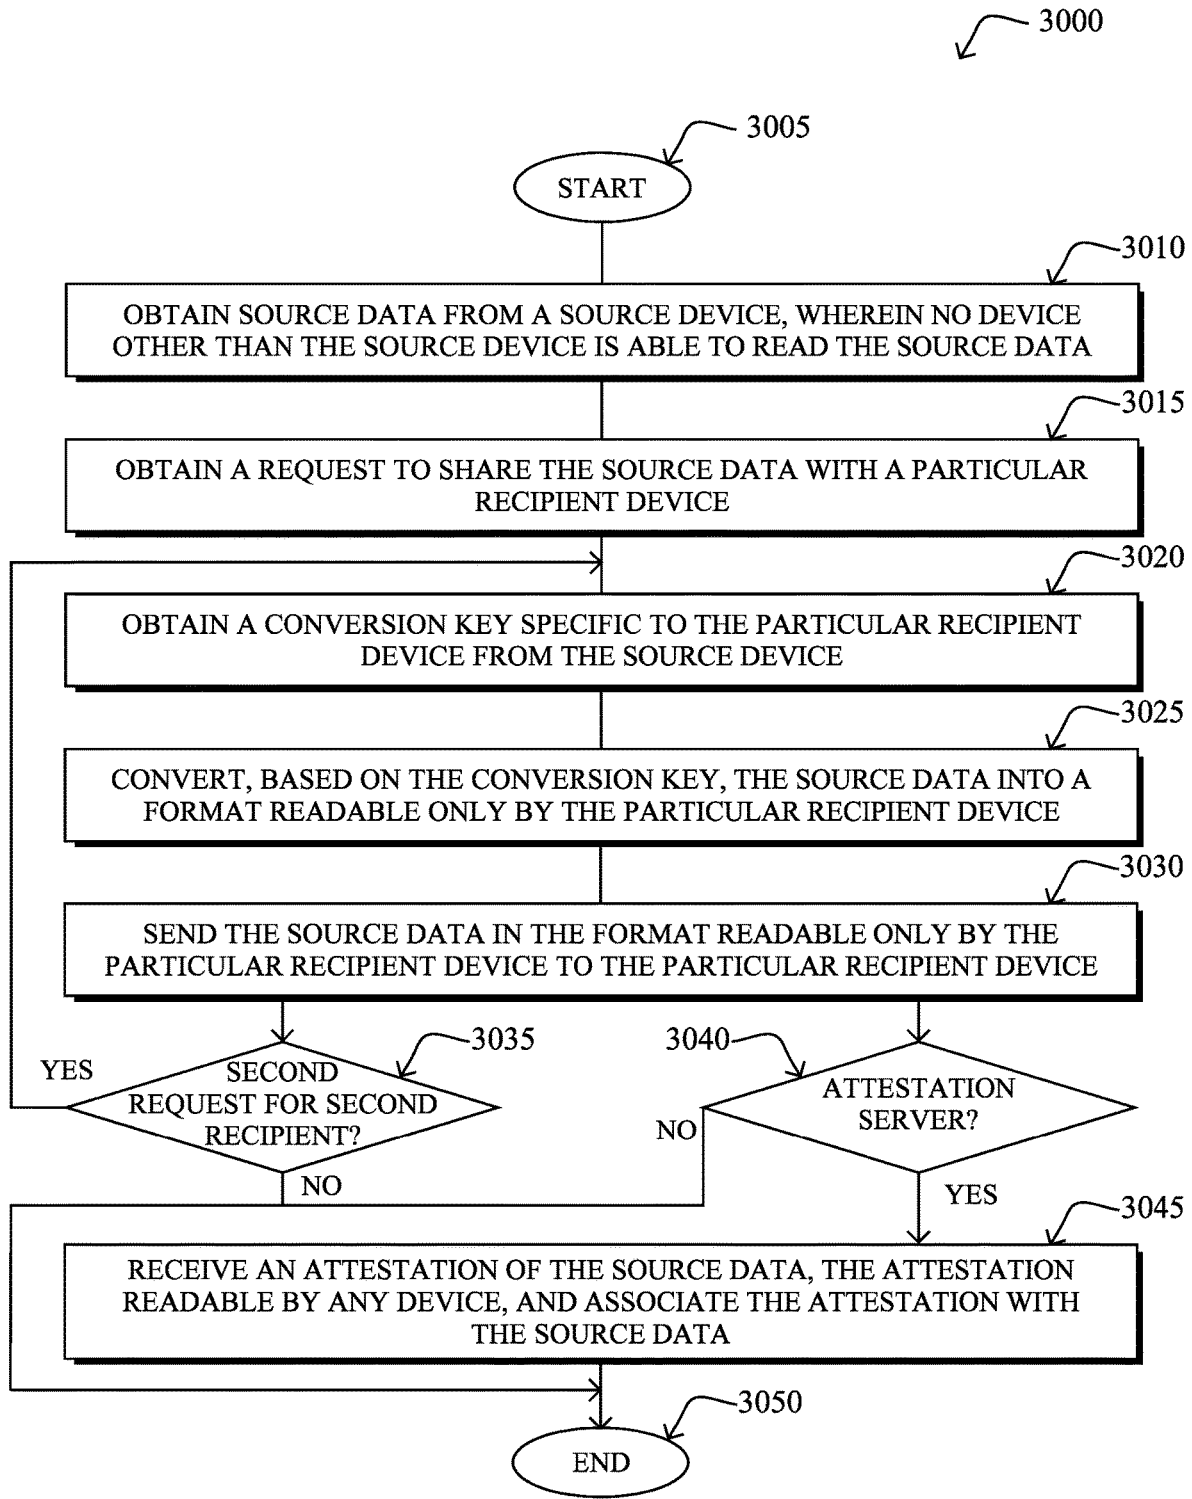 3000
3005
START
3010
OBTAIN SOURCE DATA FROM A SOURCE DEVICE, WHEREIN NO DEVICE
OTHER THAN THE SOURCE DEVICE IS ABLE TO READ THE SOURCE DATA
3015
OBTAIN A REQUEST TO SHARE THE SOURCE DATA WITH A PARTICULAR
RECIPIENT DEVICE
3020
OBTAIN A CONVERSION KEY SPECIFIC TO THE PARTICULAR RECIPIENT
DEVICE FROM THE SOURCE DEVICE
3025
CONVERT, BASED ON THE CONVERSION KEY, THE SOURCE DATA INTO A
FORMAT READABLE ONLY BY THE PARTICULAR RECIPIENT DEVICE
3030
SEND THE SOURCE DATA IN THE FORMAT READABLE ONLY BY THE
PARTICULAR RECIPIENT DEVICE TO THE PARTICULAR RECIPIENT DEVICE
3035
YES
SECOND
REQUEST FOR SECOND
RECIPIENT?
NO
3040
ATTESTATION
SERVER?
NO
YES
3045
RECEIVE AN ATTESTATION OF THE SOURCE DATA, THE ATTESTATION
READABLE BY ANY DEVICE, AND ASSOCIATE THE ATTESTATION WITH
THE SOURCE DATA
3050
END